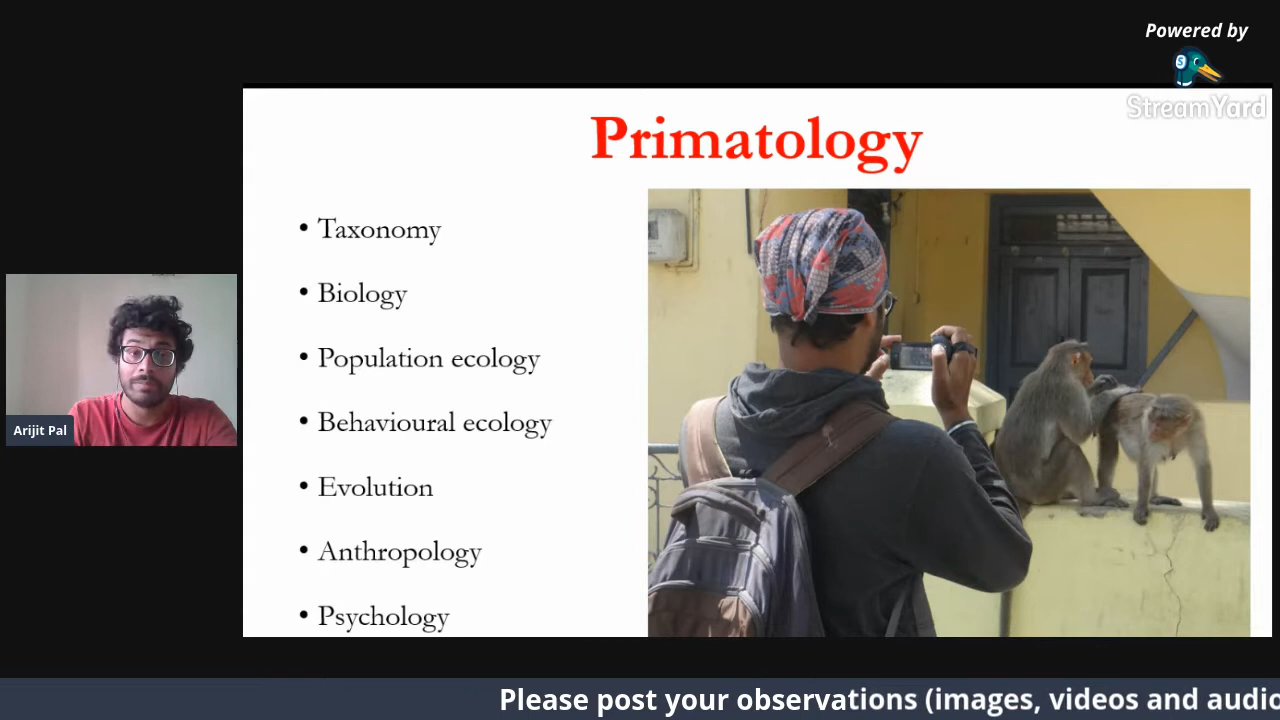 Powered by
StreamYard
Primatology
• Taxonomy
• Biology
• Population ecology
• Behavioural ecology
• Evolution
• Anthropology
• Psychology
Arijit Pal
Please post your observations (images, videos and audio